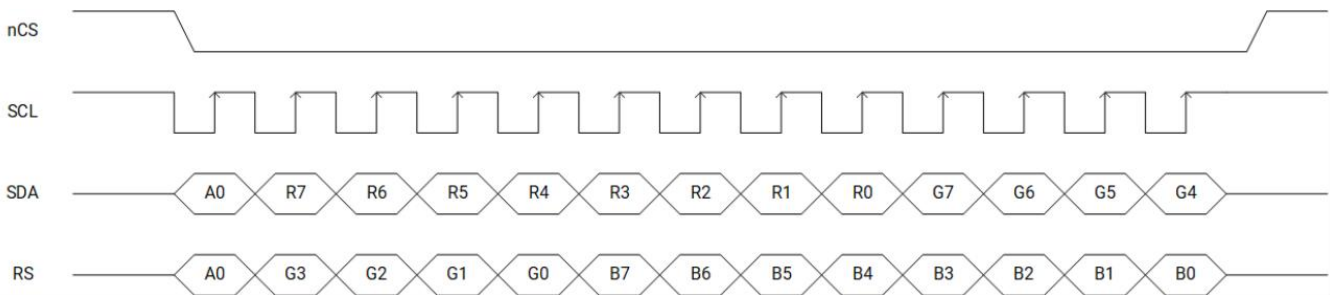 nCS
SCL
SDA A0 R7 R6 R5 R4 R3 R2 R1 R0 G7 G6 G5 G4
RS A0 G3 G2 G1 G0 B7 B6 B5 B4 B3 B2 B1 B0